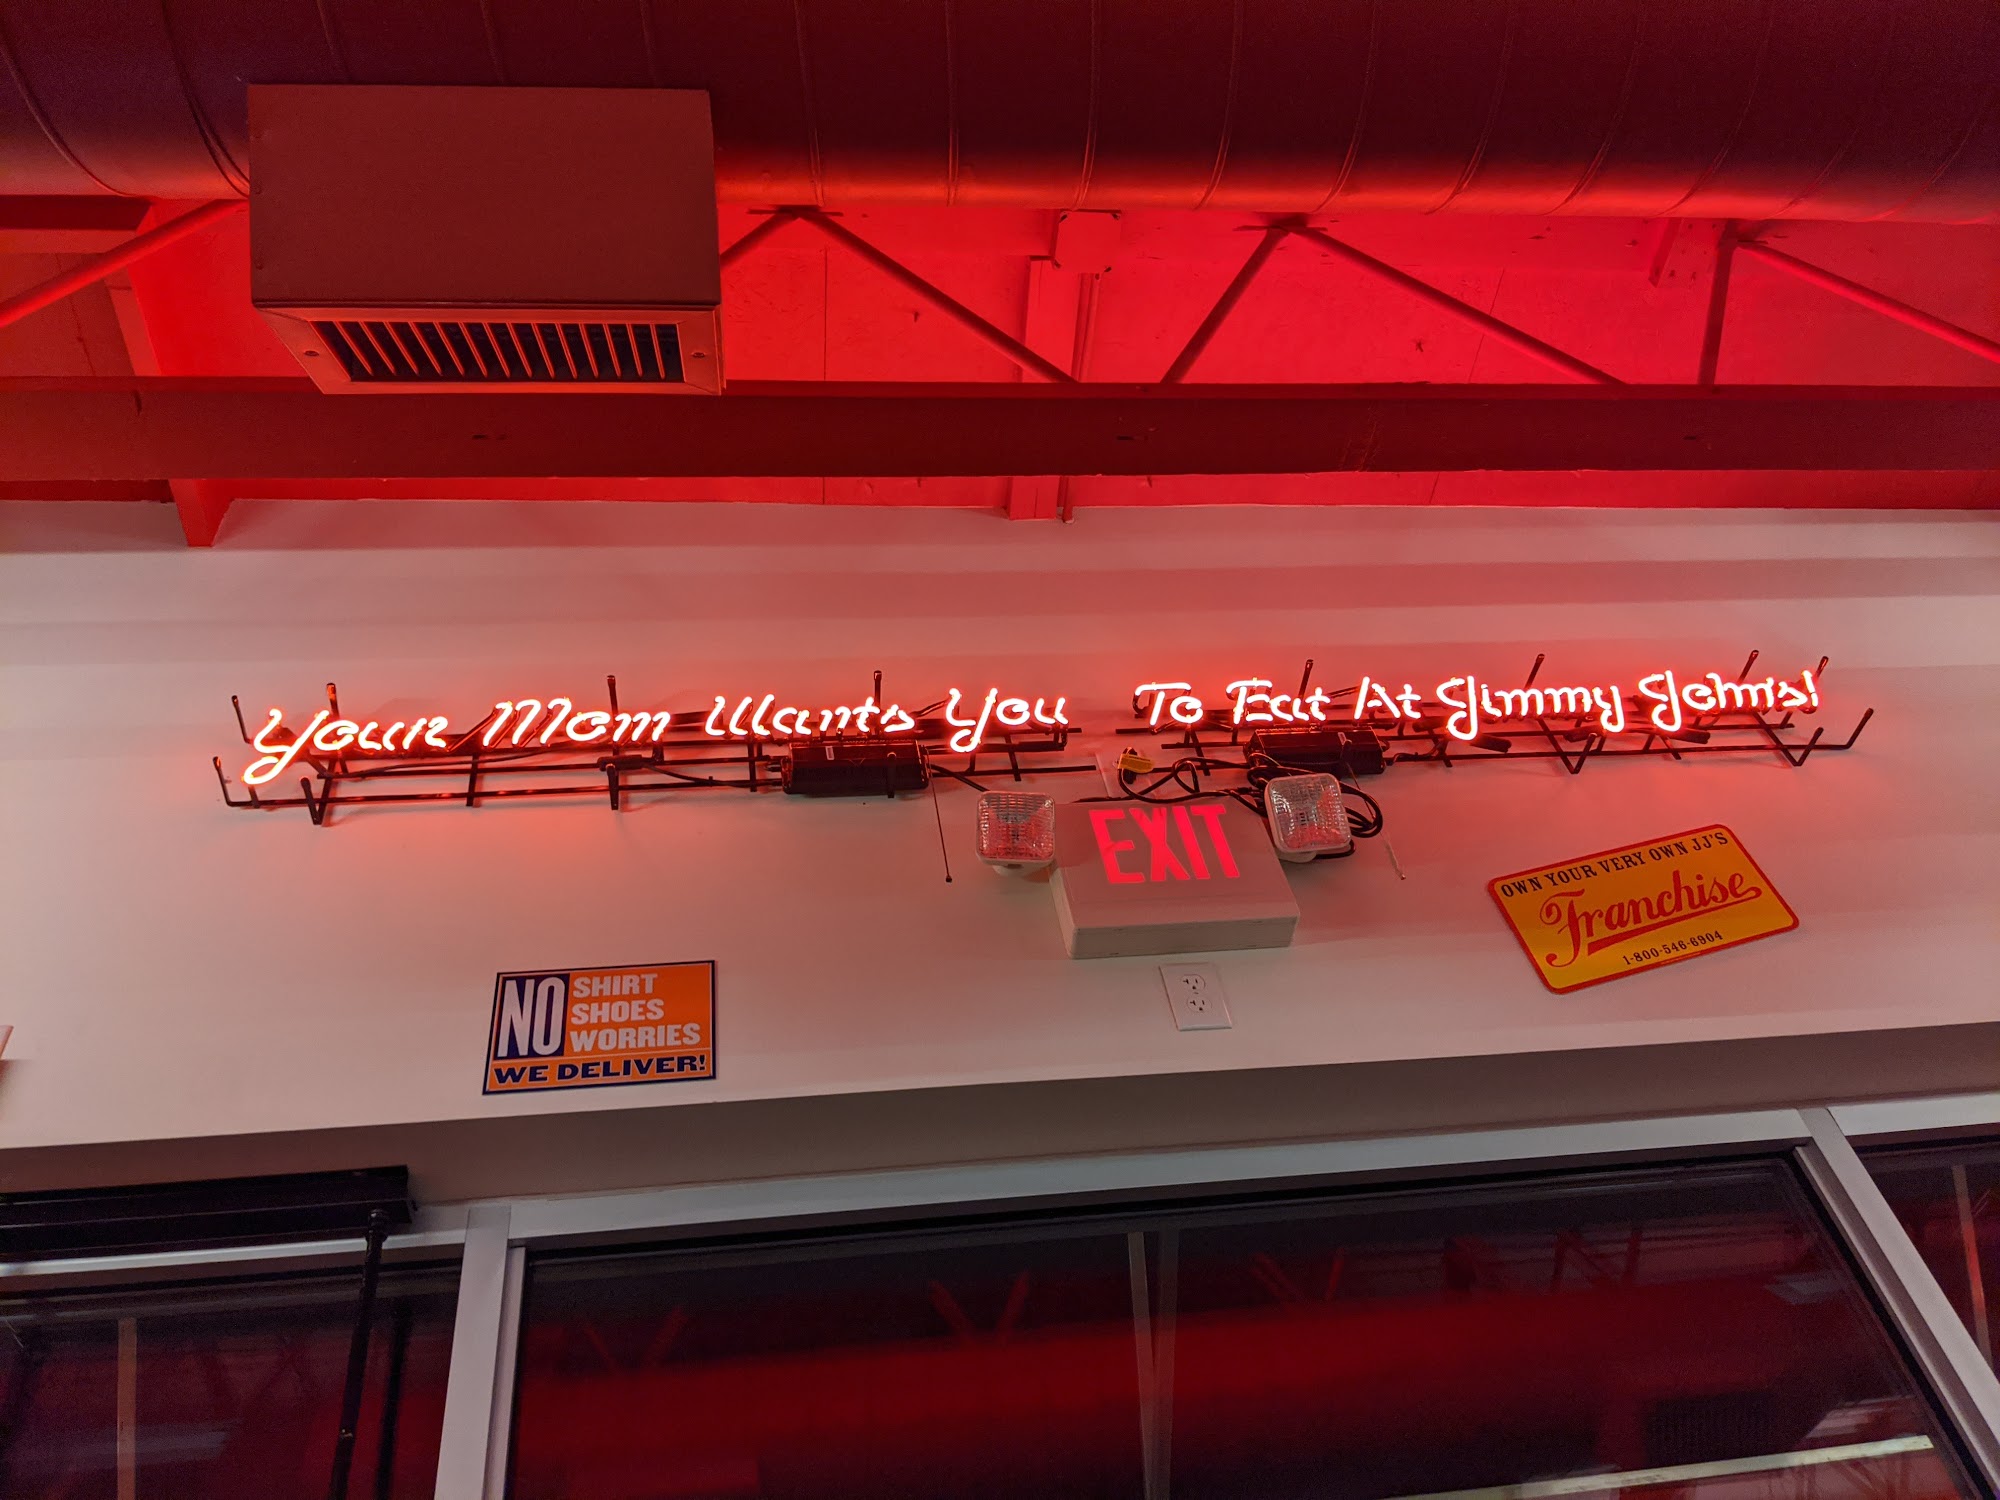 Your Mom Wants You To Eat At Jimmy John's!
EXIT
OWN YOUR VERY OWN JJ'S
Franchise
1-800-546-6904
NO SHIRT
SHOES
WORRIES
WE DELIVER!